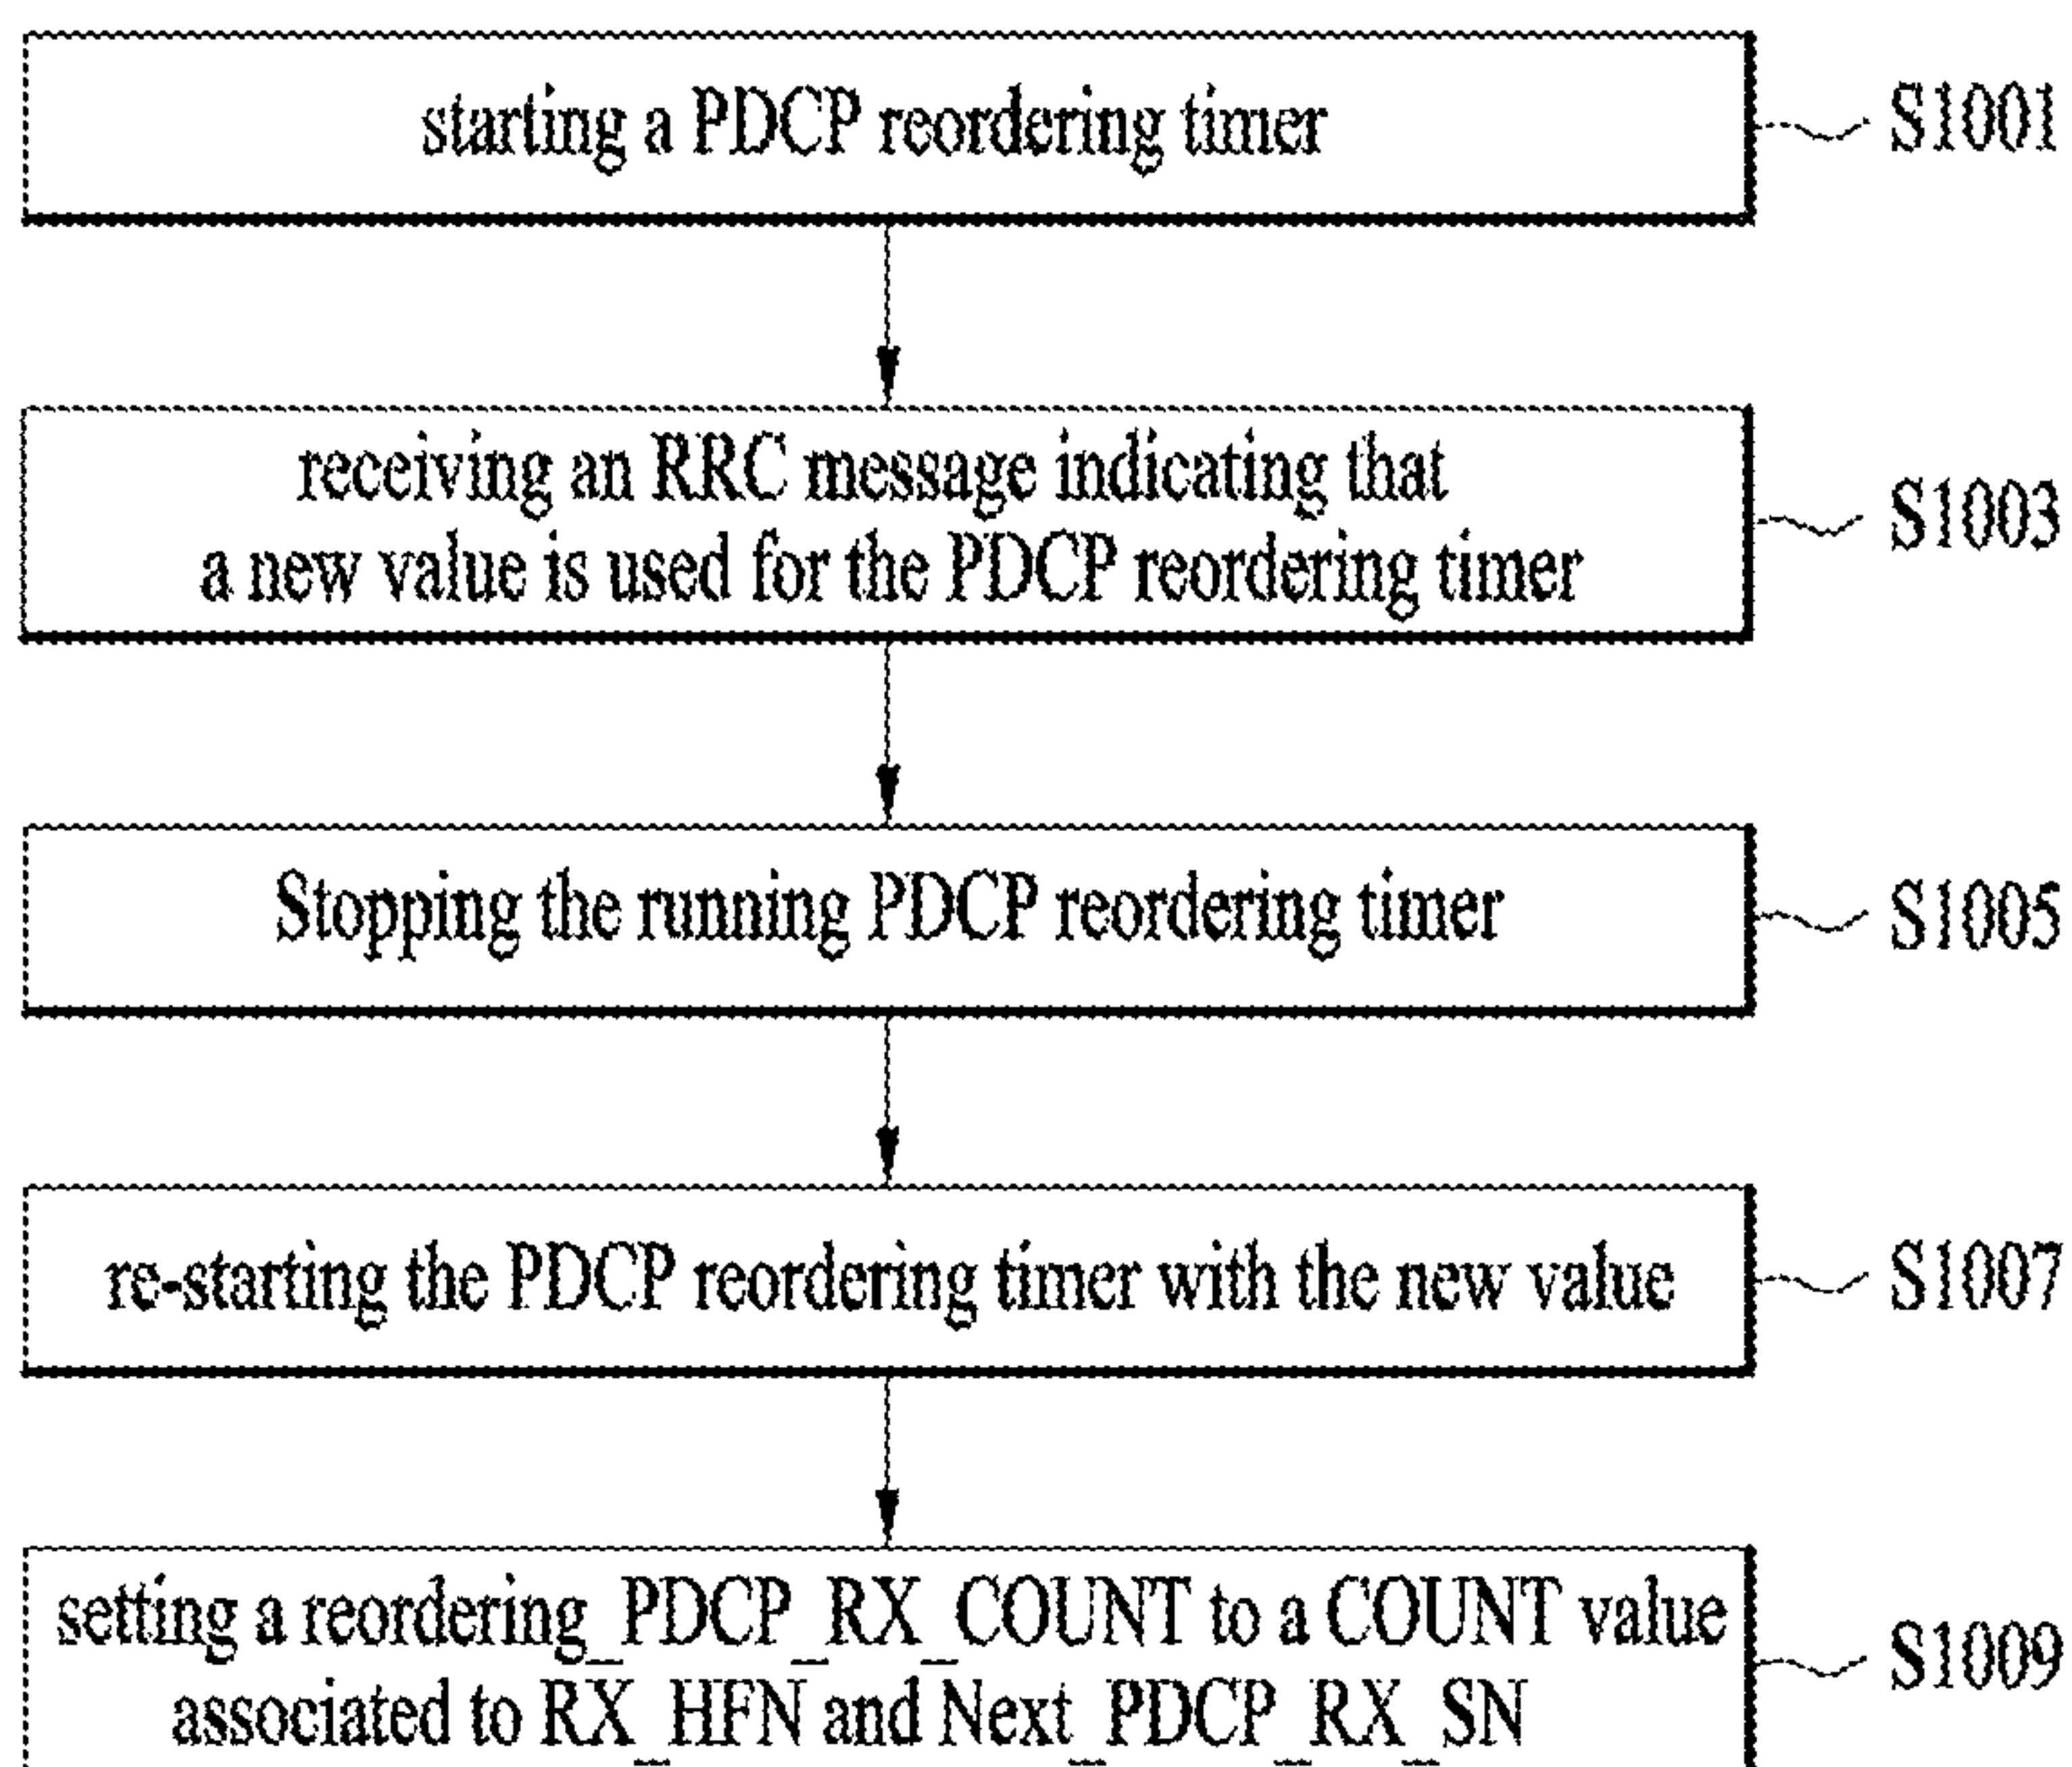 starting a PDCP reordering timer
S1001
receiving an RRC message indicating that
a new value is used for the PDCP reordering timer
S1003
Stopping the running PDCP reordering timer
S1005
re-starting the PDCP reordering timer with the new value
S1007
setting a reordering_PDCP_RX_COUNT to a COUNT value
associated to RX_HFN and Next_PDCP_RX_SN
S1009